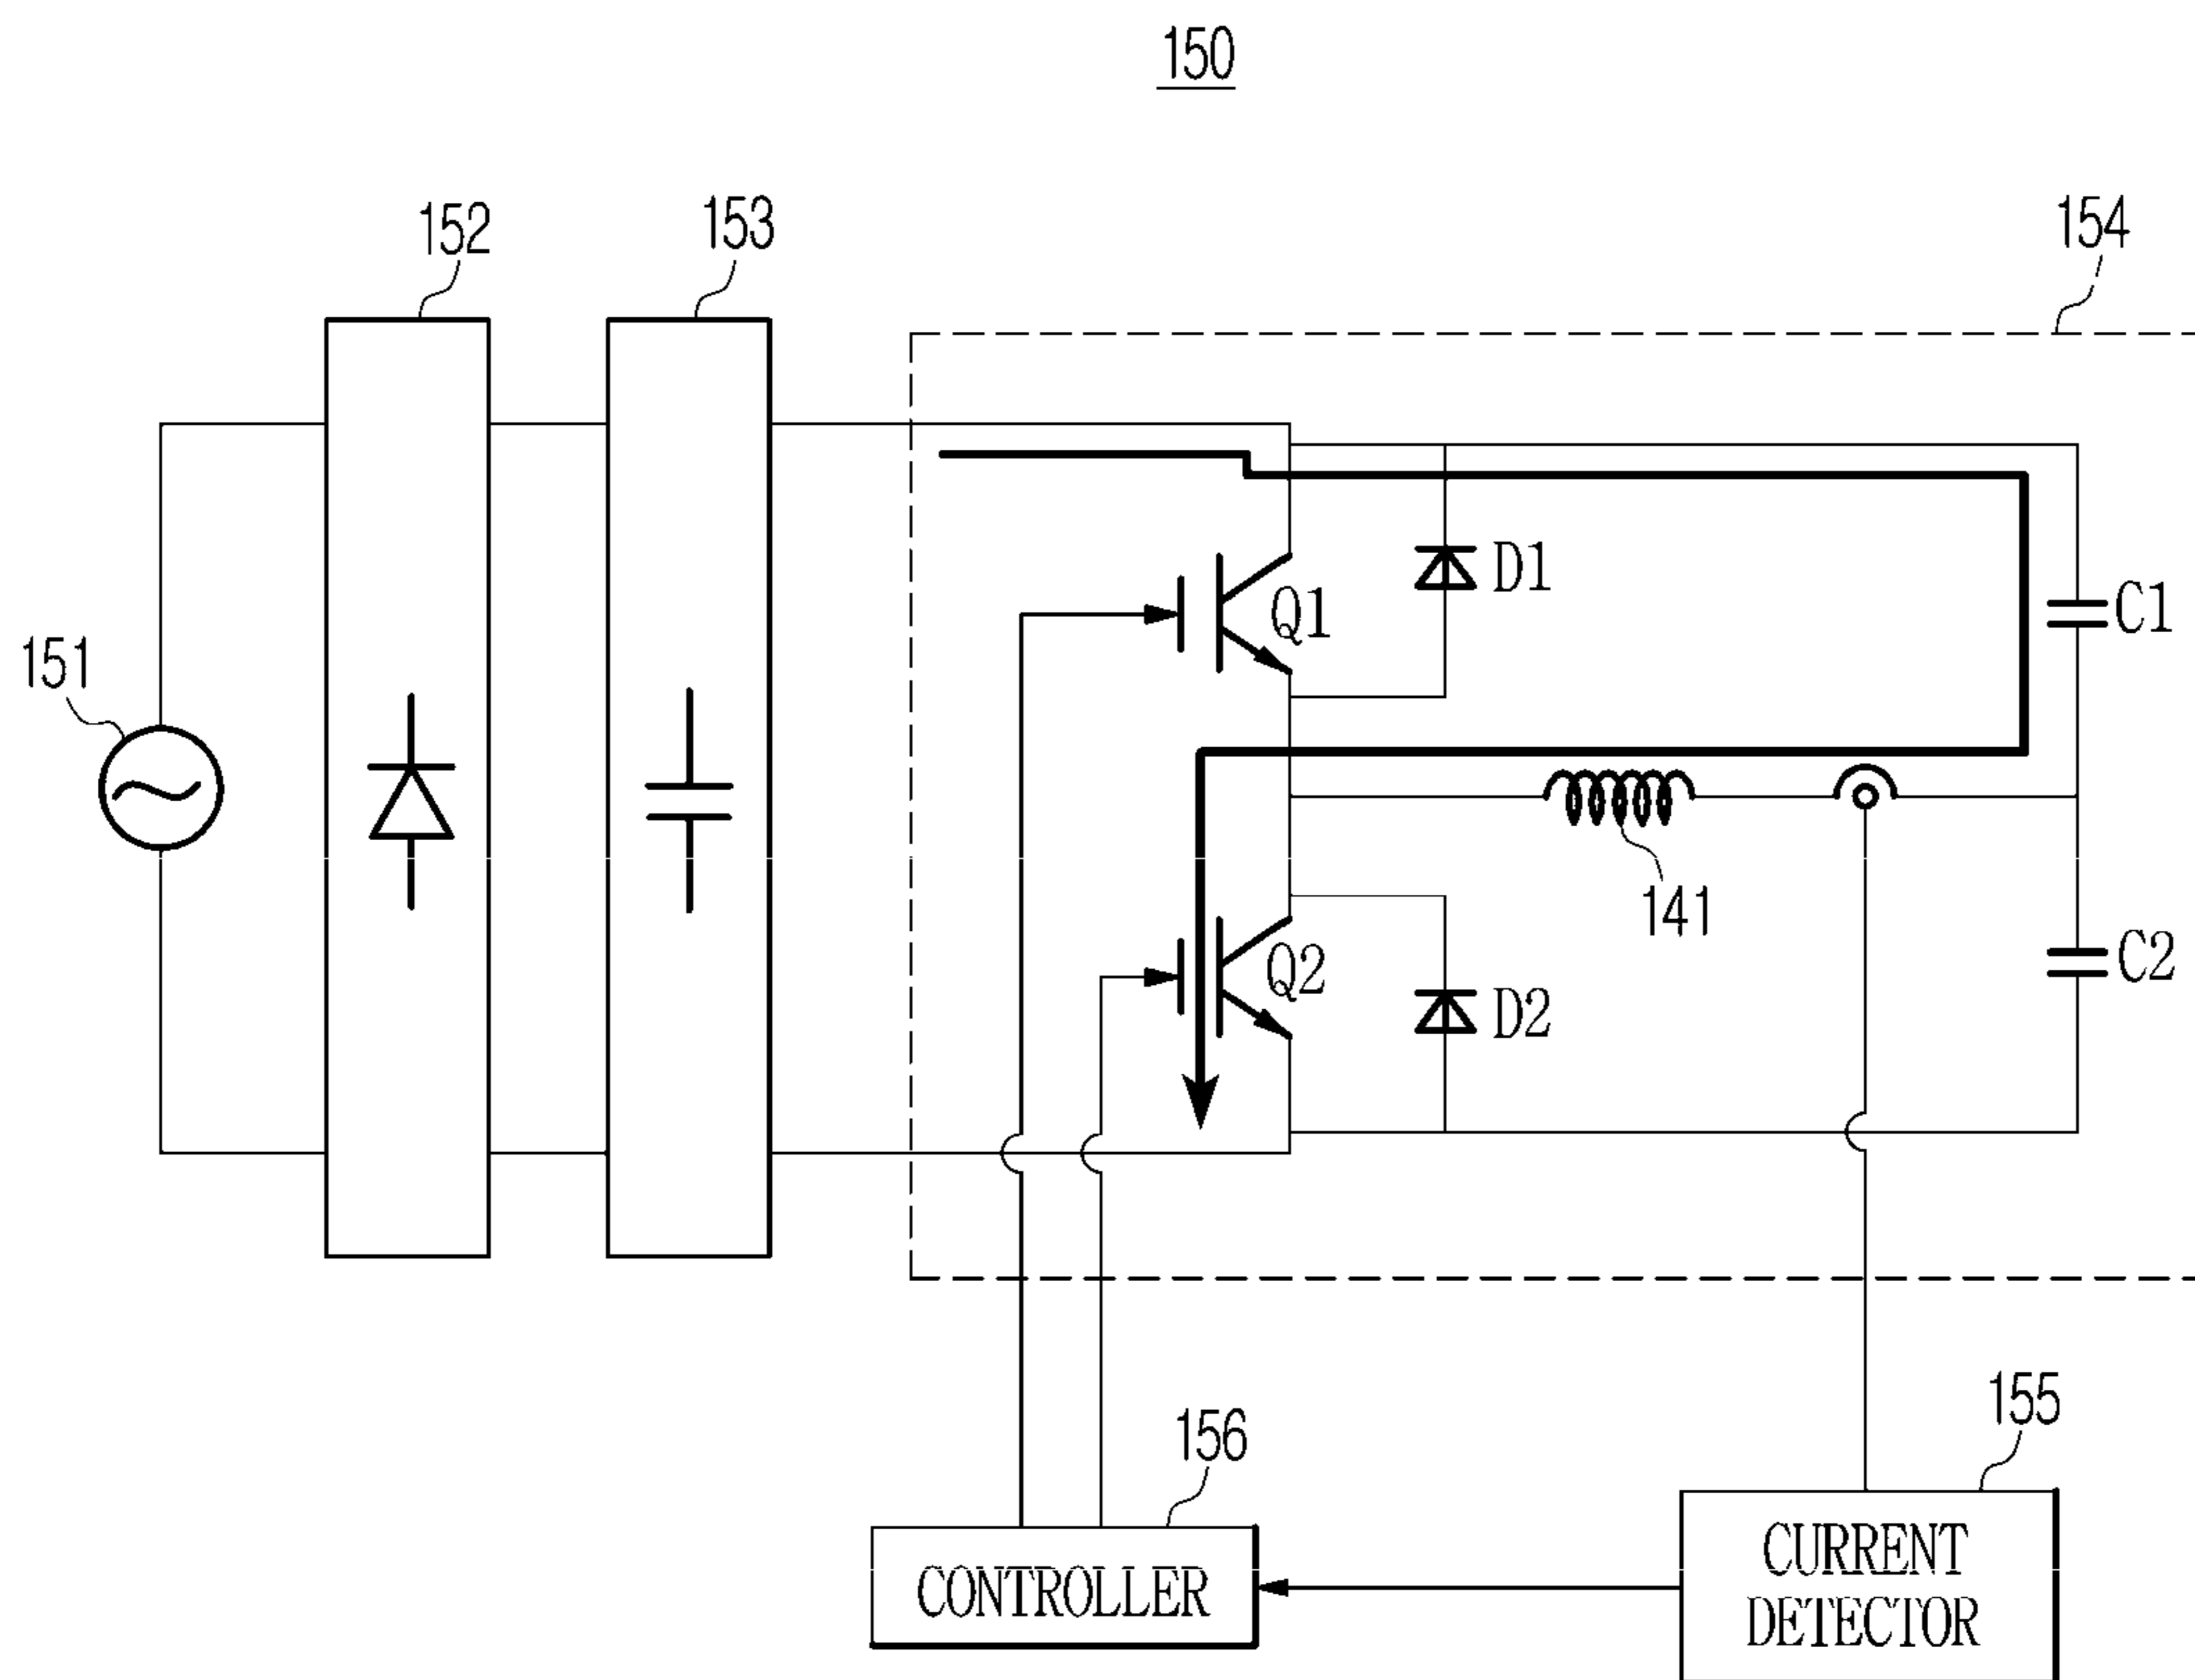 150
152
153
154
151
Q1
D1
C1
141
Q2
D2
C2
156
155
CONTROLLER
CURRENT
DETECTOR